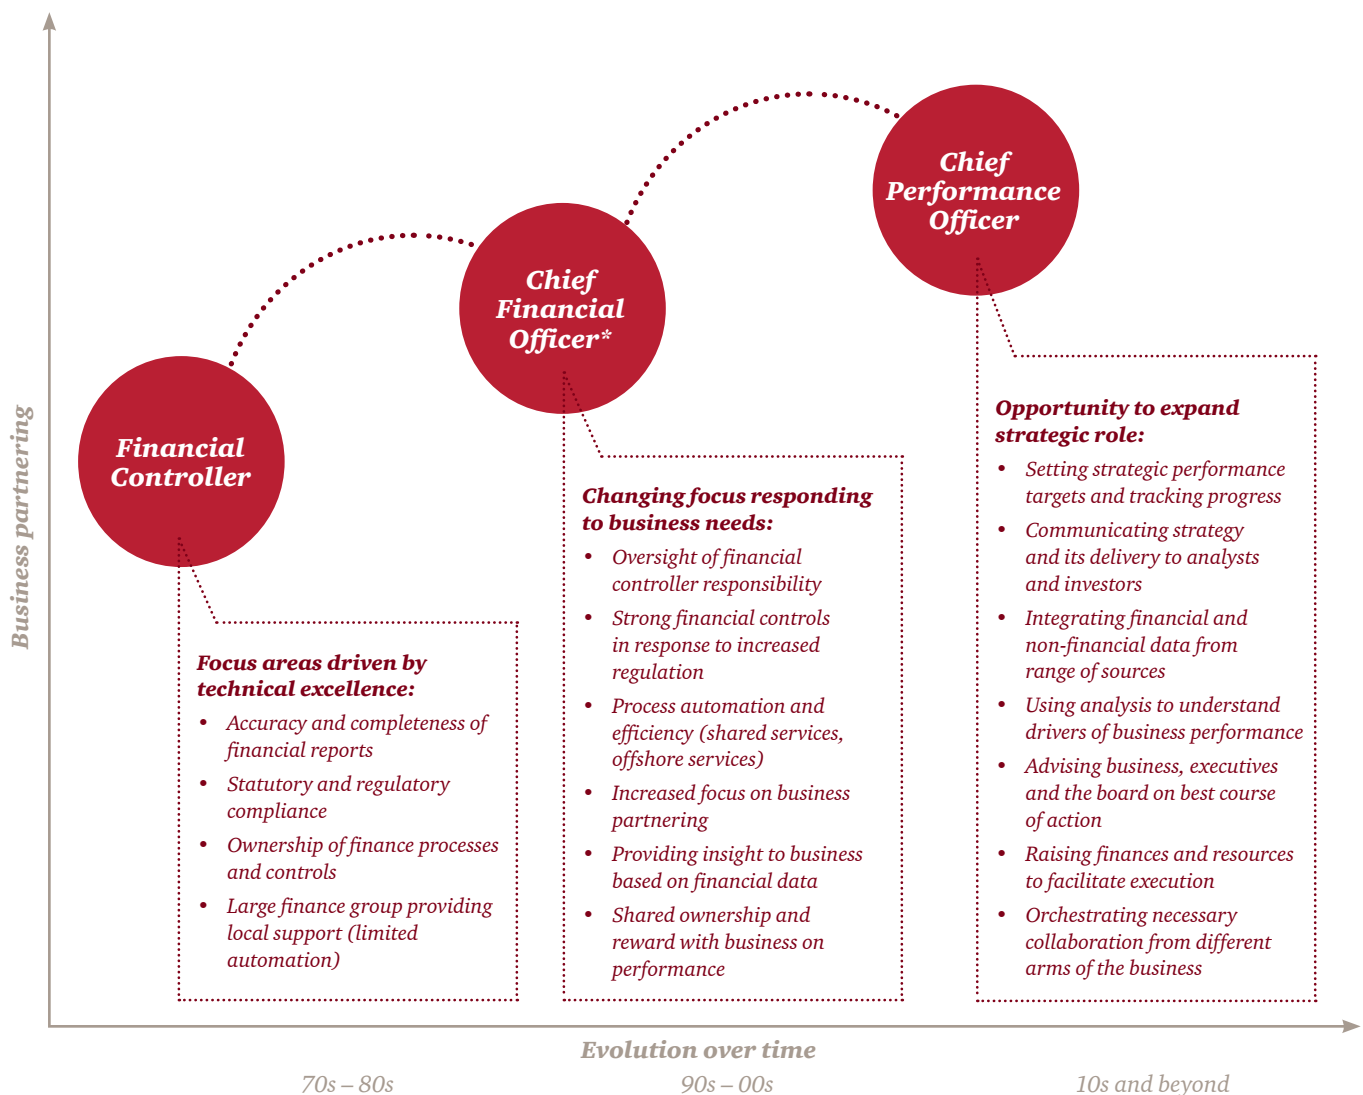 Business partnering
Financial
Controller
Focus areas driven by
technical excellence:
• Accuracy and completeness of
financial reports
• Statutory and regulatory
compliance
• Ownership of finance processes
and controls
• Large finance group providing
local support (limited
automation)
Chief
Financial
Officer*
Changing focus responding
to business needs:
• Oversight of financial
controller responsibility
• Strong financial controls
in response to increased
regulation
• Process automation and
efficiency (shared services,
offshore services)
• Increased focus on business
partnering
• Providing insight to business
based on financial data
• Shared ownership and
reward with business on
performance
Chief
Performance
Officer
Opportunity to expand
strategic role:
• Setting strategic performance
targets and tracking progress
• Communicating strategy
and its delivery to analysts
and investors
• Integrating financial and
non-financial data from
range of sources
• Using analysis to understand
drivers of business performance
• Advising business, executives
and the board on best course
of action
• Raising finances and resources
to facilitate execution
• Orchestrating necessary
collaboration from different
arms of the business
Evolution over time
70s – 80s
90s – 00s
10s and beyond